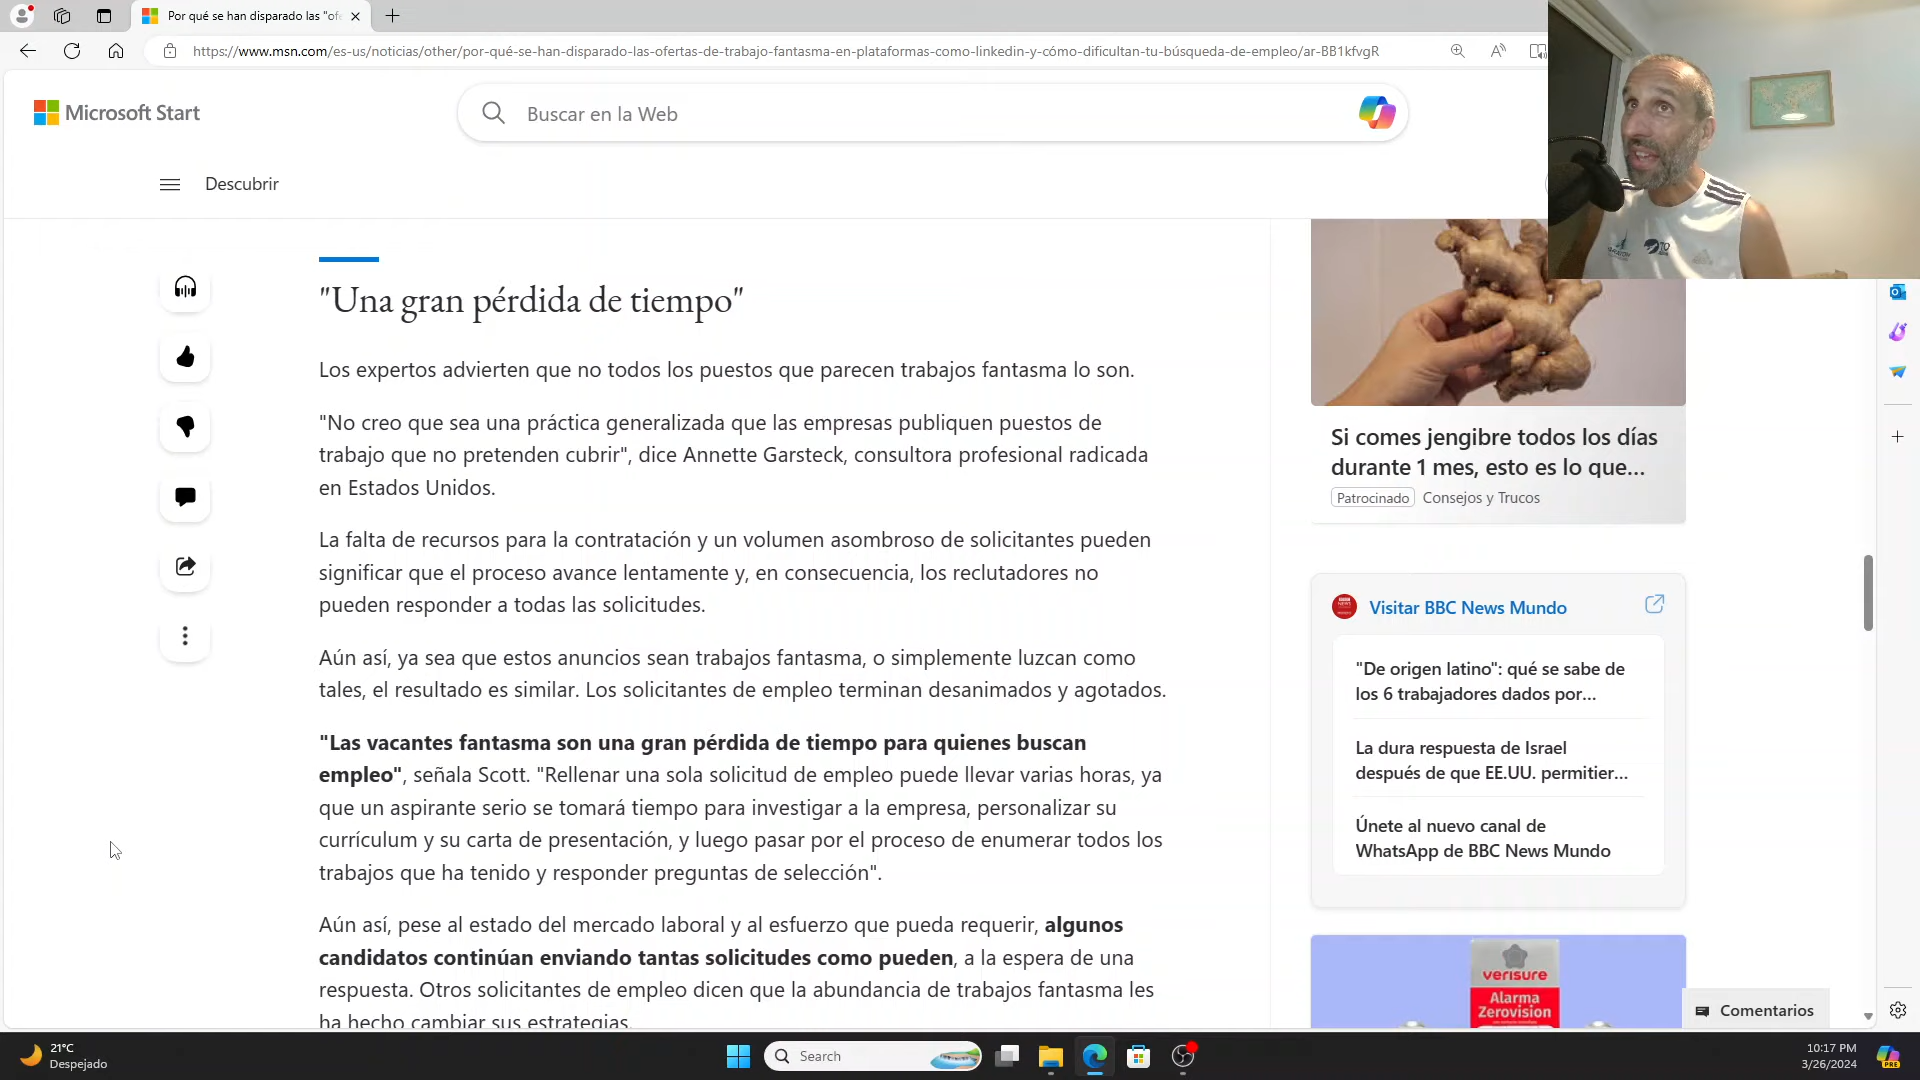 Por qué se han disparado las "ofe
https://www.msn.com/es-us/noticias/other/por-qué-se-han-disparado-las-ofertas-de-trabajo-fantasma-en-plataformas-como-linkedin-y-cómo-dificultan-tu-búsqueda-de-empleo/ar-BB1kfvgR
Microsoft Start
Buscar en la Web
Descubrir
"Una gran pérdida de tiempo"
Los expertos advierten que no todos los puestos que parecen trabajos fantasma lo son.
"No creo que sea una práctica generalizada que las empresas publiquen puestos de
trabajo que no pretenden cubrir", dice Annette Garsteck, consultora profesional radicada
en Estados Unidos.
La falta de recursos para la contratación y un volumen asombroso de solicitantes pueden
significar que el proceso avance lentamente y, en consecuencia, los reclutadores no
pueden responder a todas las solicitudes.
Aún así, ya sea que estos anuncios sean trabajos fantasma, o simplemente luzcan como
tales, el resultado es similar. Los solicitantes de empleo terminan desanimados y agotados.
"Las vacantes fantasma son una gran pérdida de tiempo para quienes buscan
empleo", señala Scott. "Rellenar una sola solicitud de empleo puede llevar varias horas, ya
que un aspirante serio se tomará tiempo para investigar a la empresa, personalizar su
currículum y su carta de presentación, y luego pasar por el proceso de enumerar todos los
trabajos que ha tenido y responder preguntas de selección".
Aún así, pese al estado del mercado laboral y al esfuerzo que pueda requerir, algunos
candidatos continúan enviando tantas solicitudes como pueden, a la espera de una
respuesta. Otros solicitantes de empleo dicen que la abundancia de trabajos fantasma les
ha hecho cambiar sus estrategias.
Si comes jengibre todos los días
durante 1 mes, esto es lo que...
Patrocinado Consejos y Trucos
Visitar BBC News Mundo
"De origen latino": qué se sabe de
los 6 trabajadores dados por...
La dura respuesta de Israel
después de que EE.UU. permitier...
Únete al nuevo canal de
WhatsApp de BBC News Mundo
verisure
Alarma
Zerovision
Comentarios
21°C
Despejado
Search
10:17 PM
3/26/2024